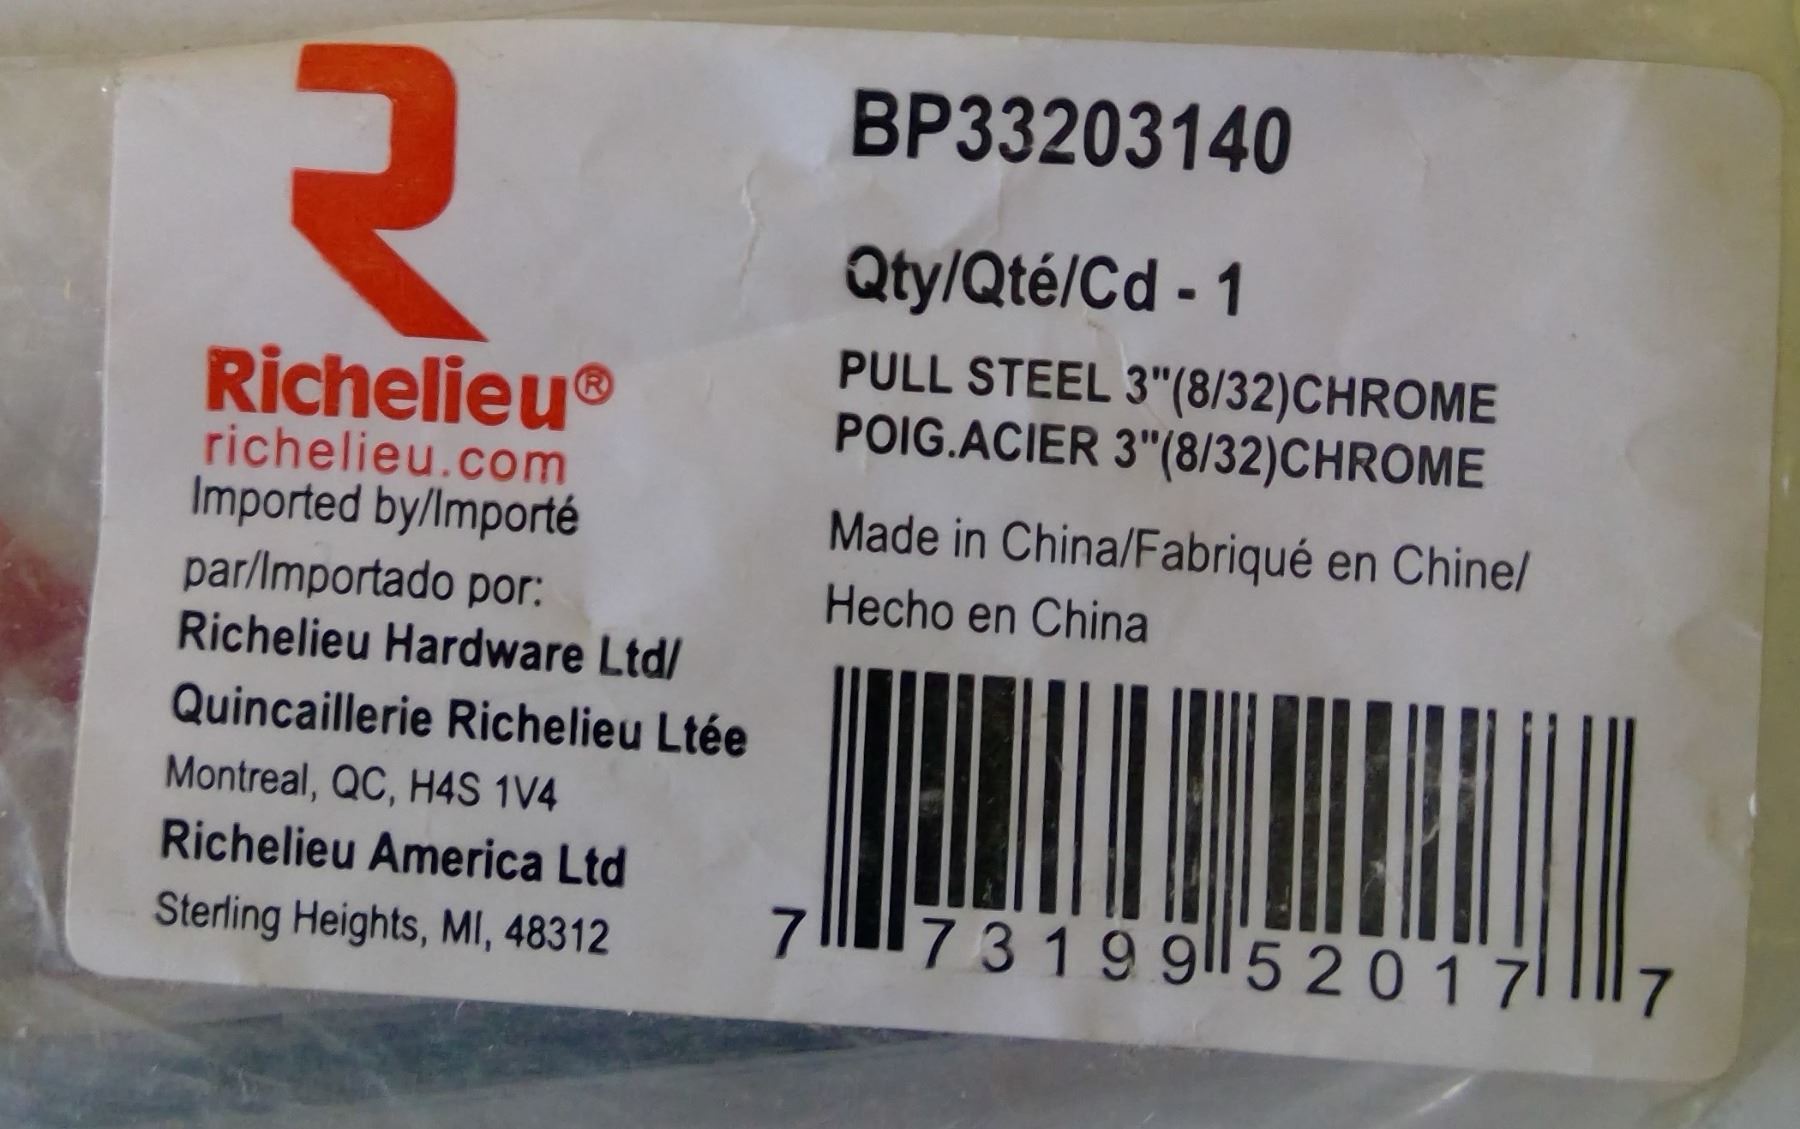 Richelieu®
richelieu.com
Imported by/Importé
par/Importado por:
Richelieu Hardware Ltd/
Quincaillerie Richelieu Ltée
Montreal, QC, H4S 1V4
Richelieu America Ltd
Sterling Heights, MI, 48312
BP33203140
Qty/Qté/Cd - 1
PULL STEEL 3"(8/32)CHROME
POIG.ACIER 3"(8/32)CHROME
Made in China/Fabriqué en Chine/
Hecho en China
7 73199 52017 7